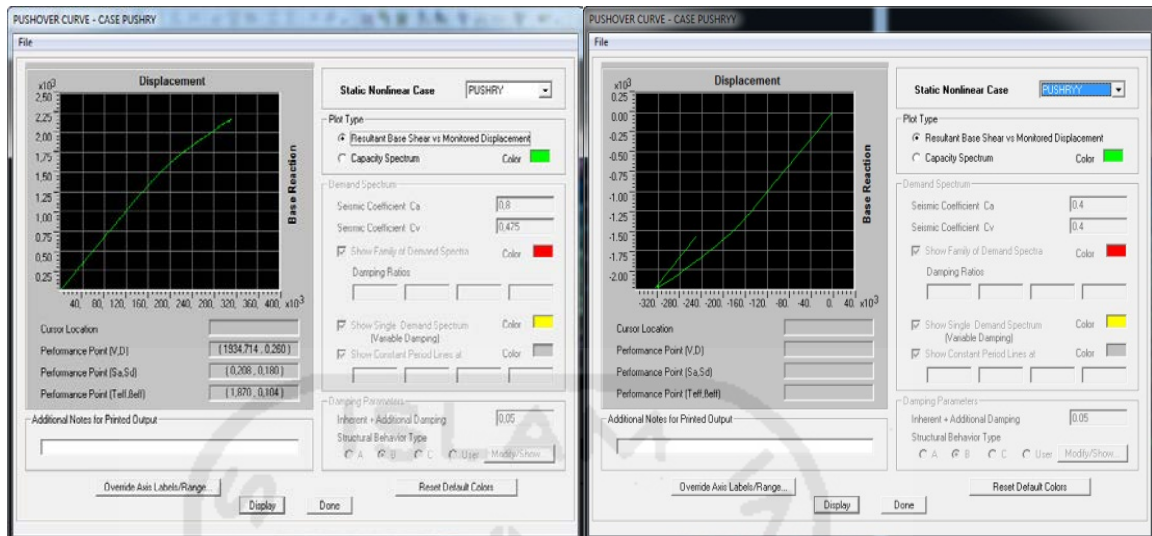 PUSHOVER CURVE - CASE PUSHRY
File
Displacement
x10³
2,50
2,25
2,00
1,75
1,50
1,25
1,00
0,75
0,50
0,25
40, 80, 120, 160, 200, 240, 280, 320, 360, 400, x10³
Base Reaction
Cursor Location
Performance Point (V,D) (1934,714 , 0,260 )
Performance Point (Sa,Sd) ( 0,208 , 0,180 )
Performance Point (Teff,Beff) ( 1,870 , 0,104 )
Additional Notes for Printed Output
Static Nonlinear Case PUSHRY
Plot Type
Resultant Base Shear vs Monitored Displacement
Capacity Spectrum Color
Demand Spectrum
Seismic Coefficient Ca 0,8
Seismic Coefficient Cv 0,475
Show Family of Demand Spectra Color
Damping Ratios
Show Single Demand Spectrum Color
(Variable Damping)
Show Constant Period Lines at Color
Damping Parameters
Inherent + Additional Damping 0,05
Structural Behavior Type
A B C User Modify/Show...
Override Axis Labels/Range... Reset Default Colors
Display Done
PUSHOVER CURVE - CASE PUSHRYY
File
Displacement
x10³
0.25
0.00
-0.25
-0.50
-0.75
-1.00
-1.25
-1.50
-1.75
-2.00
-320. -280. -240. -200. -160. -120. -80. -40. 0. 40. x10³
Base Reaction
Cursor Location
Performance Point (V,D)
Performance Point (Sa,Sd)
Performance Point (Teff,Beff)
Additional Notes for Printed Output
Static Nonlinear Case PUSHRYY
Plot Type
Resultant Base Shear vs Monitored Displacement
Capacity Spectrum Color
Demand Spectrum
Seismic Coefficient Ca 0.4
Seismic Coefficient Cv 0.4
Show Family of Demand Spectra Color
Damping Ratios
Show Single Demand Spectrum Color
(Variable Damping)
Show Constant Period Lines at Color
Damping Parameters
Inherent + Additional Damping 0.05
Structural Behavior Type
A B C User Modify/Show...
Override Axis Labels/Range... Reset Default Colors
Display Done
ISLAM